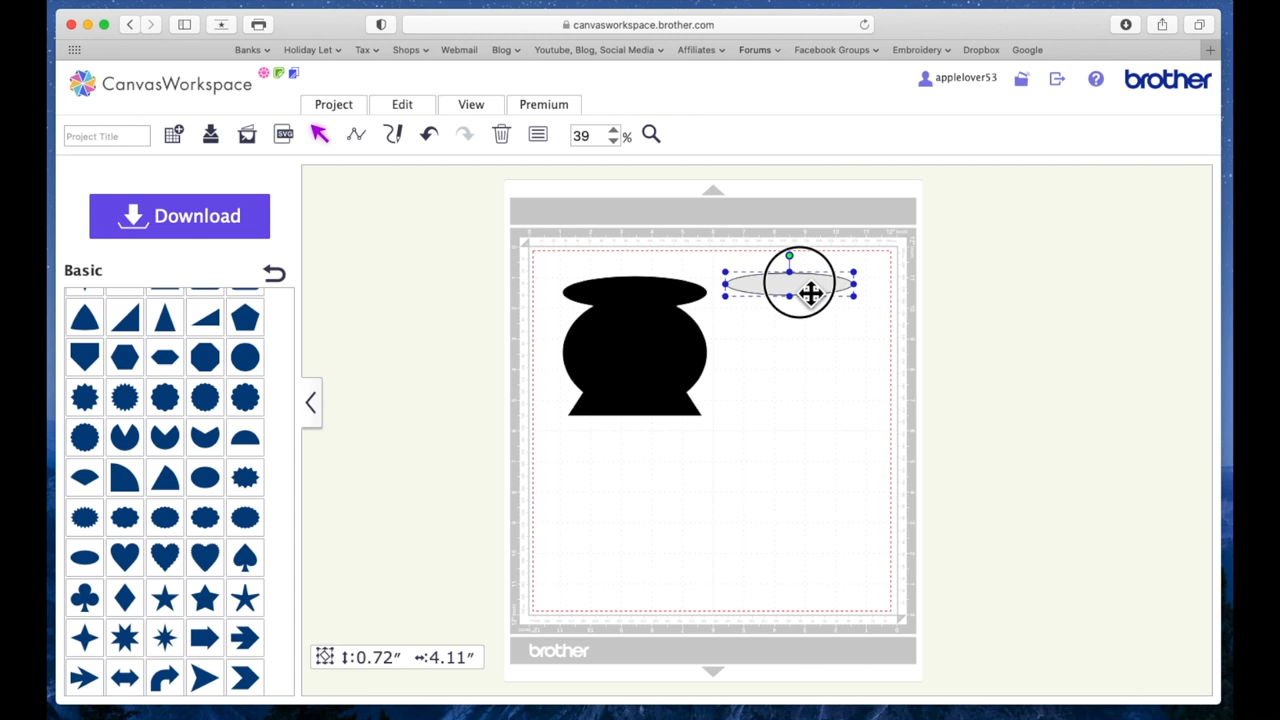 canvasworkspace.brother.com
Banks Holiday Let Tax Shops Webmail Blog Youtube, Blog, Social Media Affiliates Forums Facebook Groups Embroidery Dropbox Google
CanvasWorkspace
applelover53
brother
Project Edit View Premium
Project Title
SVG
39 %
Download
Basic
brother
↕:0.72” ↔:4.11”